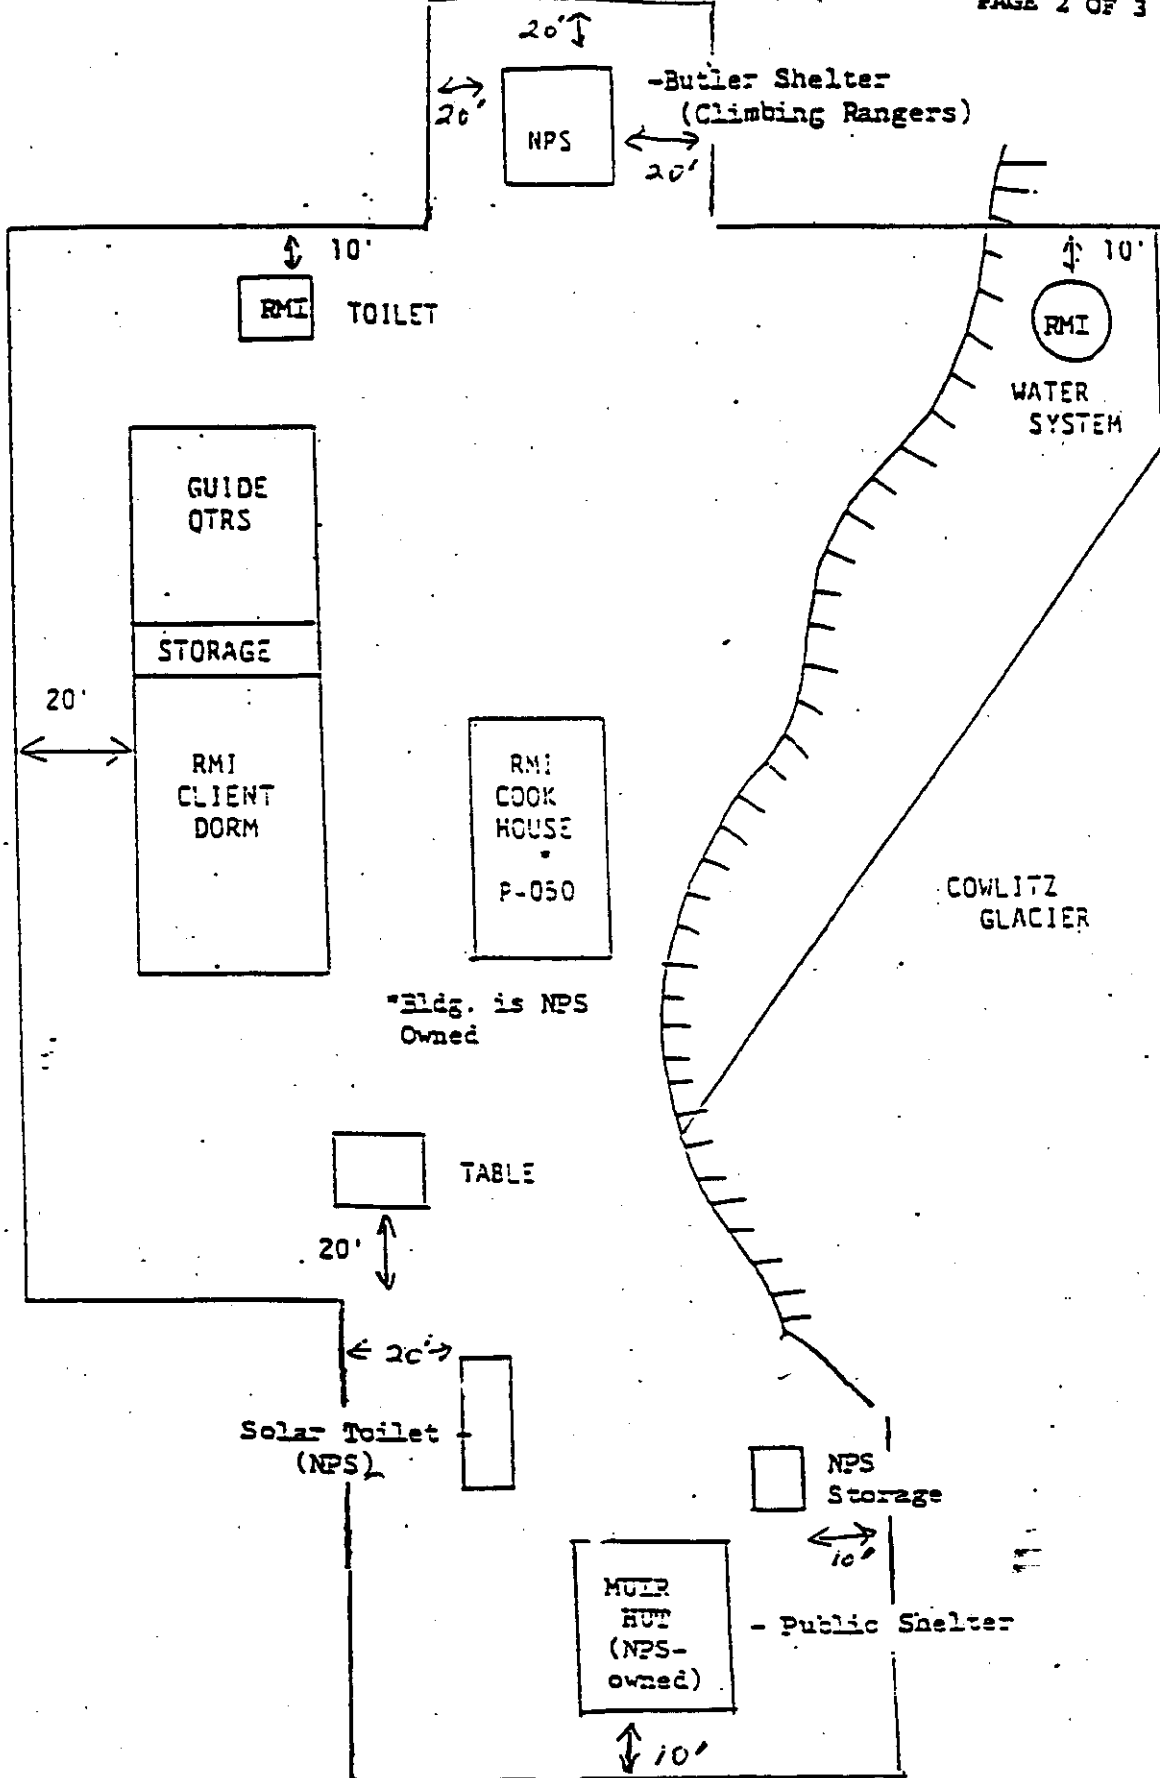 PAGE 2 OF 3
20'
20'
NPS
-Butler Shelter
(Climbing Rangers)
20'
10'
RMI
TOILET
10'
RMI
WATER
SYSTEM
GUIDE
QTRS
STORAGE
20'
RMI
CLIENT
DORM
RMI
COOK
HOUSE
*
P-050
COWLITZ
GLACIER
*Bldg. is NPS
Owned
TABLE
20'
20'
Solar Toilet
(NPS)
NPS
Storage
10'
MUIR
HUT
(NPS-
owned)
- Public Shelter
10'